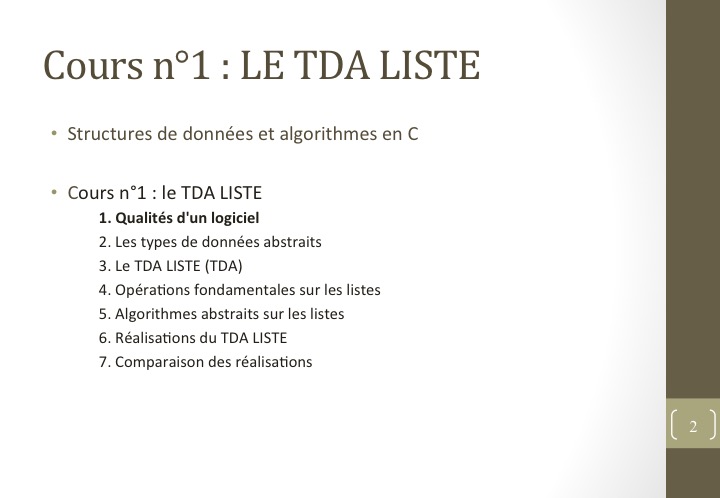 Cours n°1 : LE TDA LISTE
• Structures de données et algorithmes en C
• Cours n°1 : le TDA LISTE
1. Qualités d'un logiciel
2. Les types de données abstraits
3. Le TDA LISTE (TDA)
4. Opérations fondamentales sur les listes
5. Algorithmes abstraits sur les listes
6. Réalisations du TDA LISTE
7. Comparaison des réalisations
2